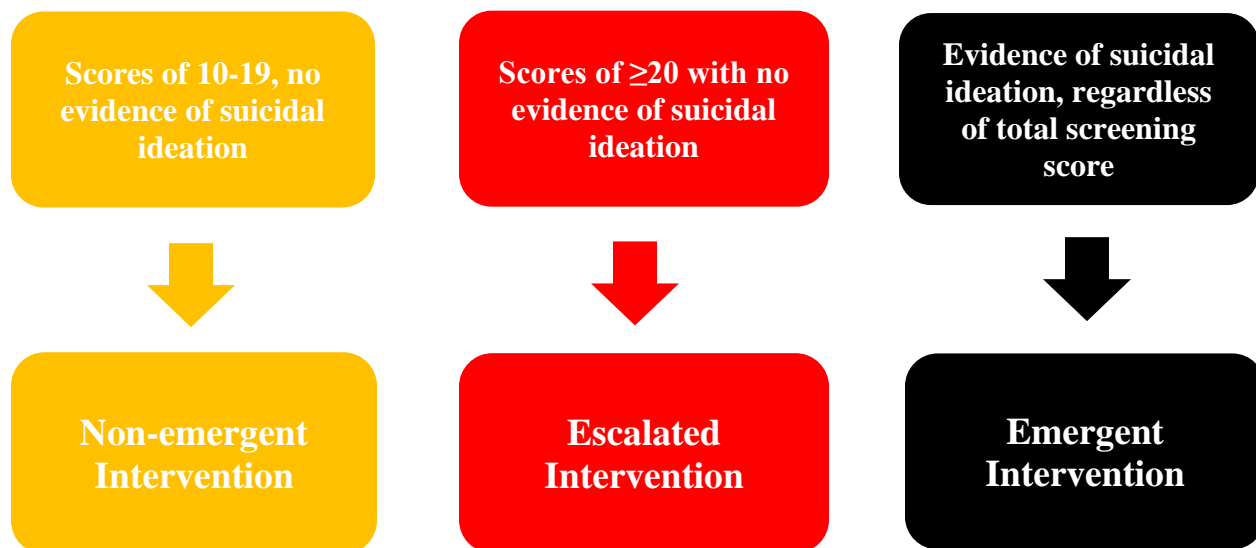 Scores of 10-19, no
evidence of suicidal
ideation
Scores of ≥20 with no
evidence of suicidal
ideation
Evidence of suicidal
ideation, regardless
of total screening
score
Non-emergent
Intervention
Escalated
Intervention
Emergent
Intervention